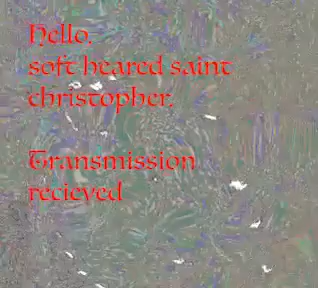 Hello,
soft heared saint
christopher,
Transmission
recieved